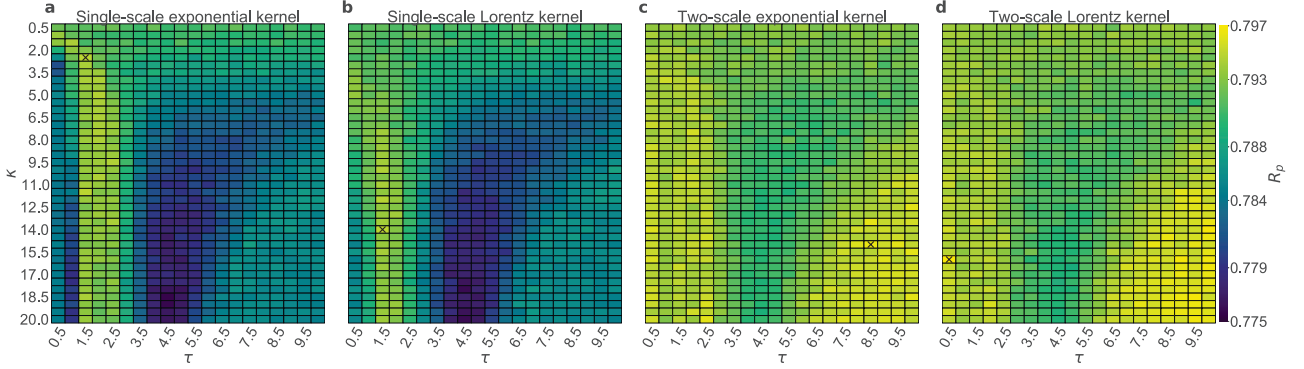 a Single-scale exponential kernel
b Single-scale Lorentz kernel
c Two-scale exponential kernel
d Two-scale Lorentz kernel
0.5
2.0
3.5
5.0
6.5
8.0
9.5
11.0
12.5
14.0
15.5
17.0
18.5
20.0
κ
0.5 1.5 2.5 3.5 4.5 5.5 6.5 7.5 8.5 9.5
τ
0.5 1.5 2.5 3.5 4.5 5.5 6.5 7.5 8.5 9.5
τ
0.5 1.5 2.5 3.5 4.5 5.5 6.5 7.5 8.5 9.5
τ
0.5 1.5 2.5 3.5 4.5 5.5 6.5 7.5 8.5 9.5
τ
0.797
0.793
0.788
0.784
0.779
0.775
Rp